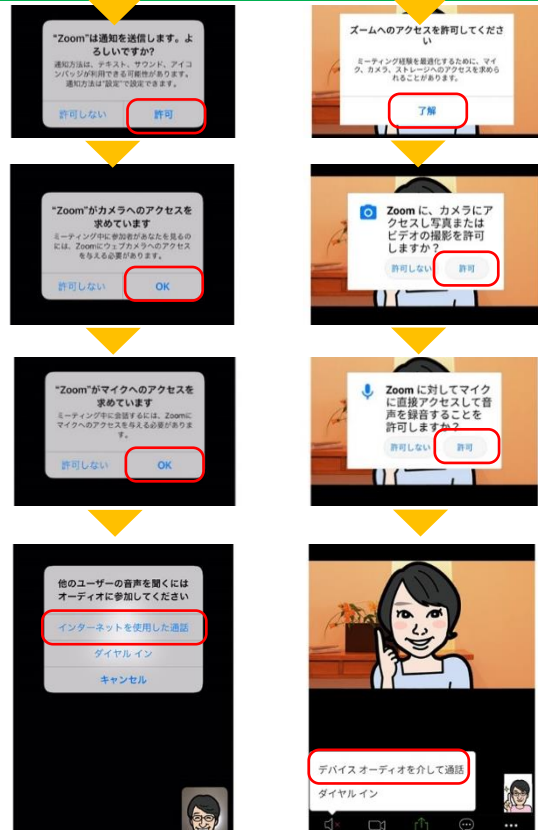 "Zoom"は通知を送信します。よ
ろしいですか?
通知方法は、テキスト、サウンド、アイコ
ンバッジが利用できる可能性があります。
通知方法は"設定"で設定できます。
許可しない
許可
ズームへのアクセスを許可してくださ
い
ミーティング経験を最適化するために、マイ
ク、カメラ、ストレージへのアクセスを求めら
れることがあります。
了解
"Zoom"がカメラへのアクセスを
求めています
ミーティング中に参加者があなたを見るの
には、Zoomにウェブカメラへのアクセス
を与える必要があります。
許可しない
OK
Zoom に、カメラにア
クセスし写真または
ビデオの撮影を許可
しますか?
許可しない
許可
"Zoom"がマイクへのアクセスを
求めています
ミーティング中に会話するには、Zoomに
マイクへのアクセスを与える必要がありま
す。
許可しない
OK
Zoom に対してマイク
に直接アクセスして音
声を録音することを
許可しますか?
許可しない
許可
他のユーザーの音声を聞くには
オーディオに参加してください
インターネットを使用した通話
ダイヤル イン
キャンセル
デバイス オーディオを介して通話
ダイヤル イン